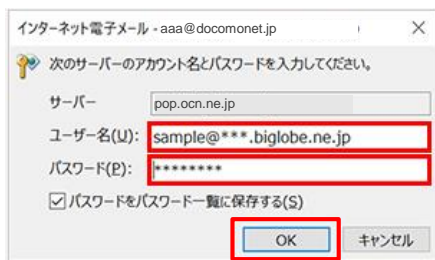 インターネット電子メール - aaa@docomonet.jp
次のサーバーのアカウント名とパスワードを入力してください。
サーバー pop.ocn.ne.jp
ユーザー名(U): sample@***.biglobe.ne.jp
パスワード(P): ********
パスワードをパスワード一覧に保存する(S)
OK キャンセル